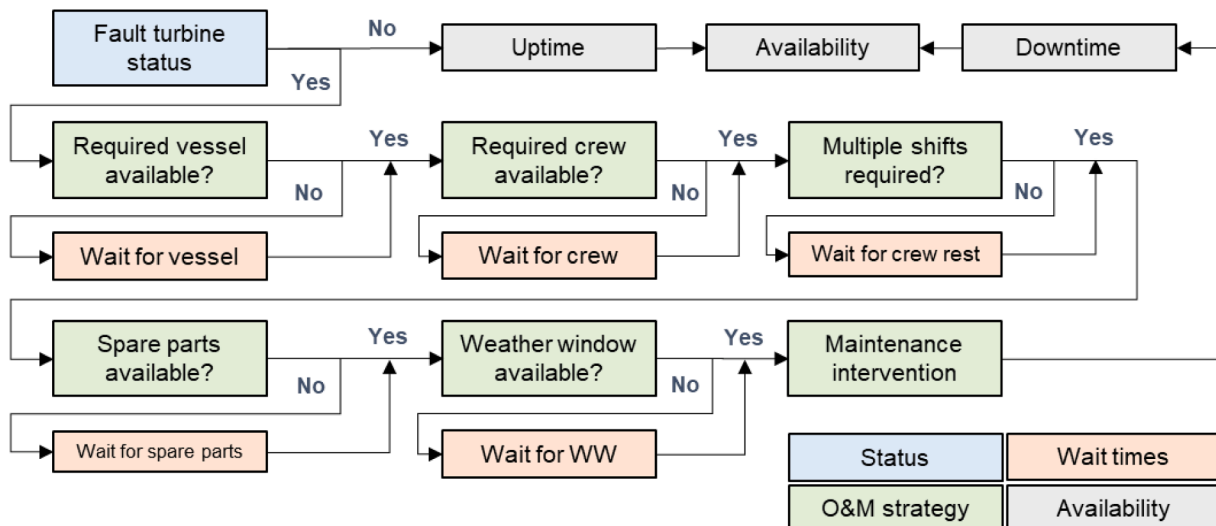 Fault turbine
status
No
Yes
Uptime
Availability
Downtime
Required vessel
available?
Yes
No
Required crew
available?
Yes
No
Multiple shifts
required?
Yes
No
Wait for vessel
Wait for crew
Wait for crew rest
Spare parts
available?
Yes
No
Weather window
available?
Yes
No
Maintenance
intervention
Wait for spare parts
Wait for WW
Status
Wait times
O&M strategy
Availability